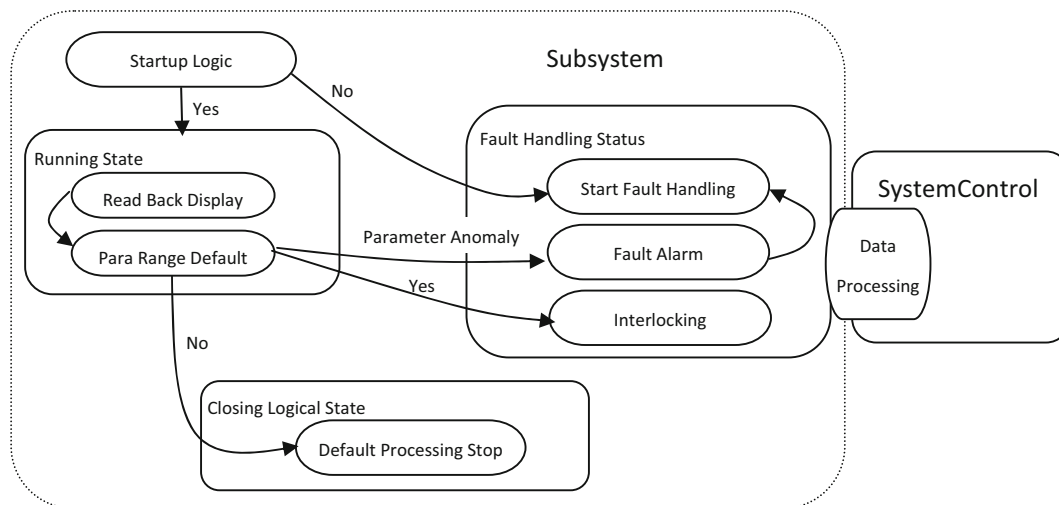 Subsystem
Startup Logic
No
Yes
Running State
Read Back Display
Para Range Default
Fault Handling Status
Start Fault Handling
Parameter Anomaly
Fault Alarm
Yes
Interlocking
No
Closing Logical State
Default Processing Stop
SystemControl
Data
Processing